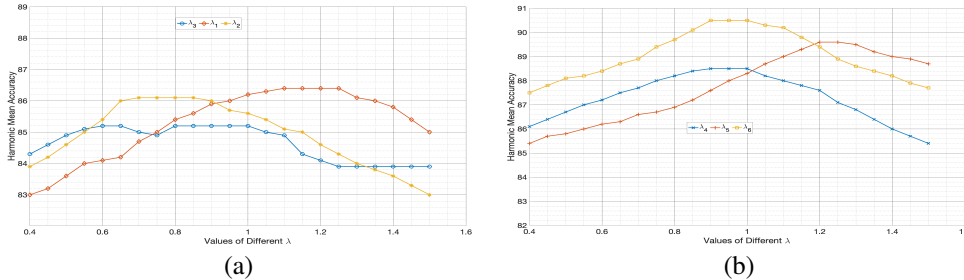 89
88
87
86
85
84
83
Harmonic Mean Accuracy
λ₃ λ₁ λ₂
0.4 0.6 0.8 1 1.2 1.4 1.6
Values of Different λ
(a)
91
90
89
88
87
86
85
84
83
82
Harmonic Mean Accuracy
λ₄ λ₅ λ₆
0.4 0.6 0.8 1 1.2 1.4 1.6
Values of Different λ
(b)